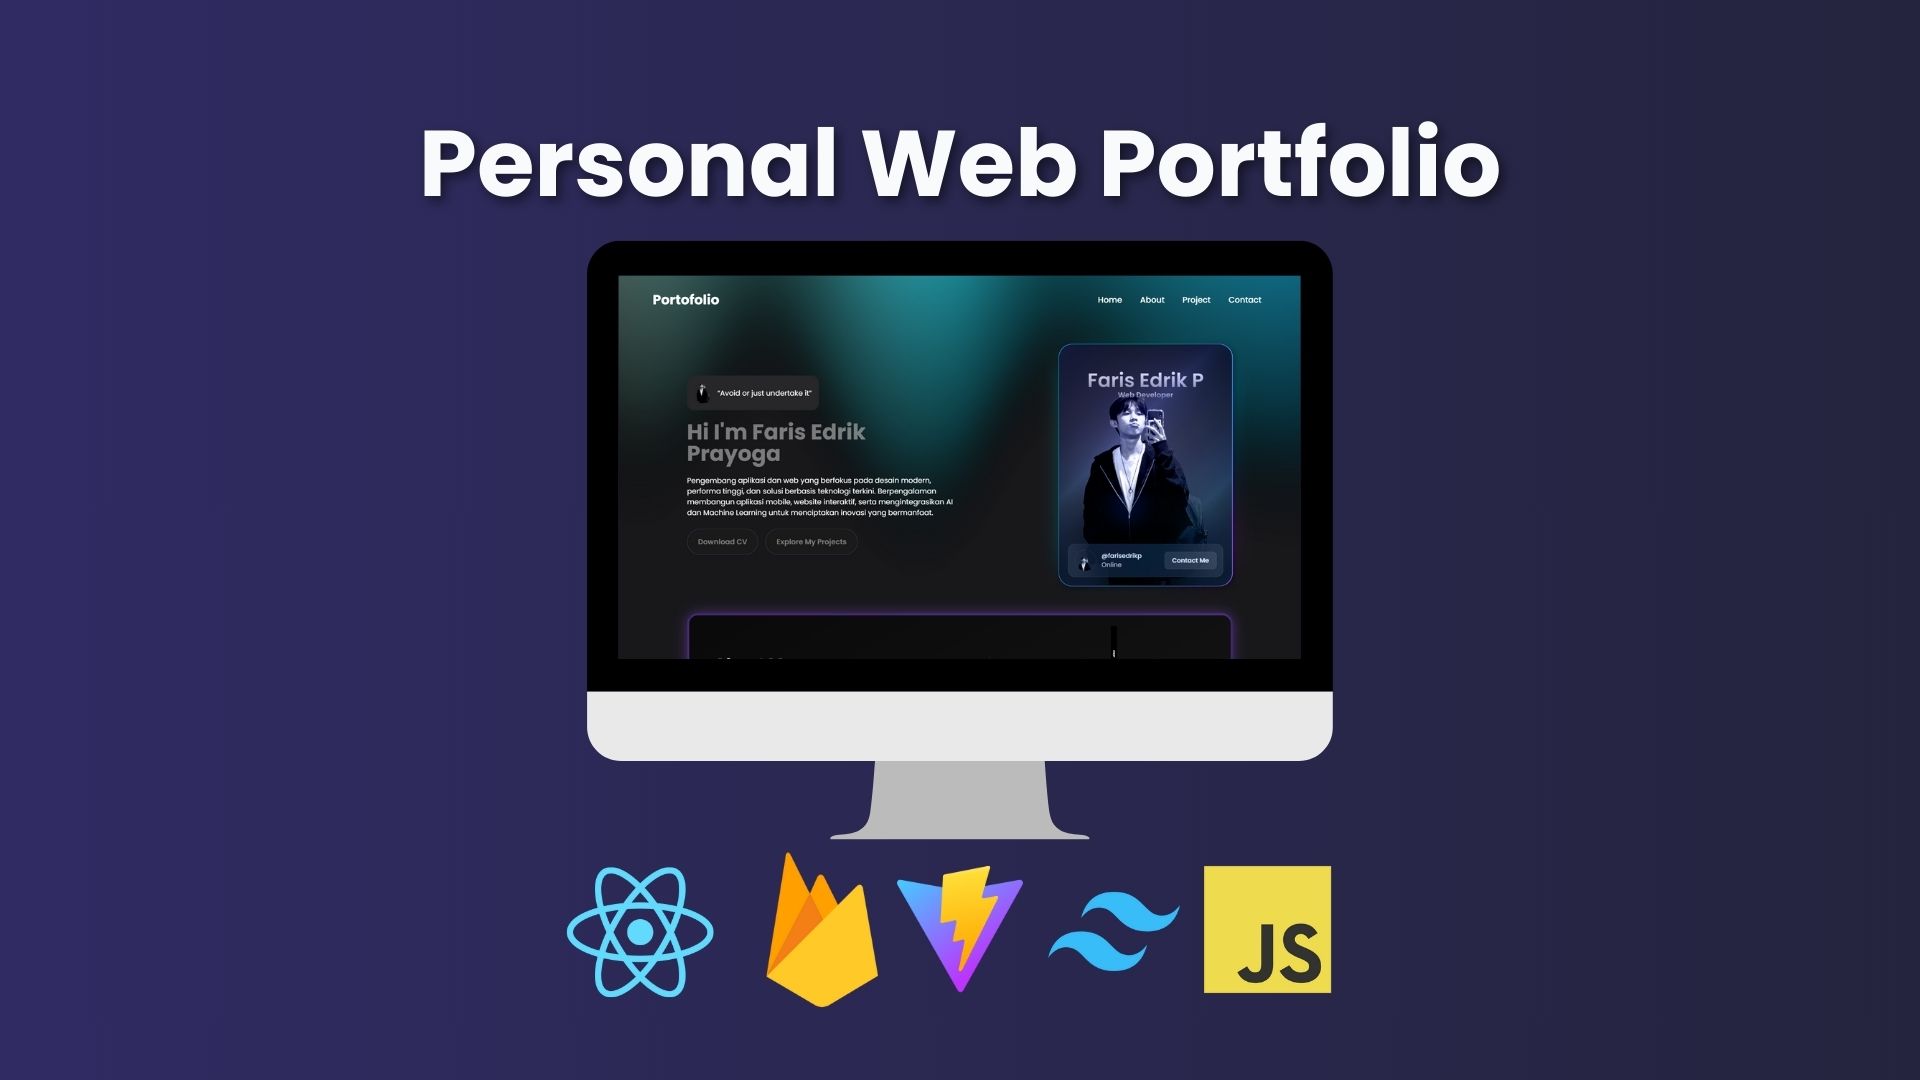 Personal Web Portfolio
Portofolio
Home About Project Contact
"Avoid or just undertake it"
Hi I'm Faris Edrik
Prayoga
Pengembang aplikasi dan web yang berfokus pada desain modern,
performa tinggi, dan solusi berbasis teknologi terkini. Berpengalaman
membangun aplikasi mobile, website interaktif, serta mengintegrasikan AI
dan Machine Learning untuk menciptakan inovasi yang bermanfaat.
Download CV Explore My Projects
Faris Edrik P
Web Developer
@farisedrikp
Online
Contact Me
JS